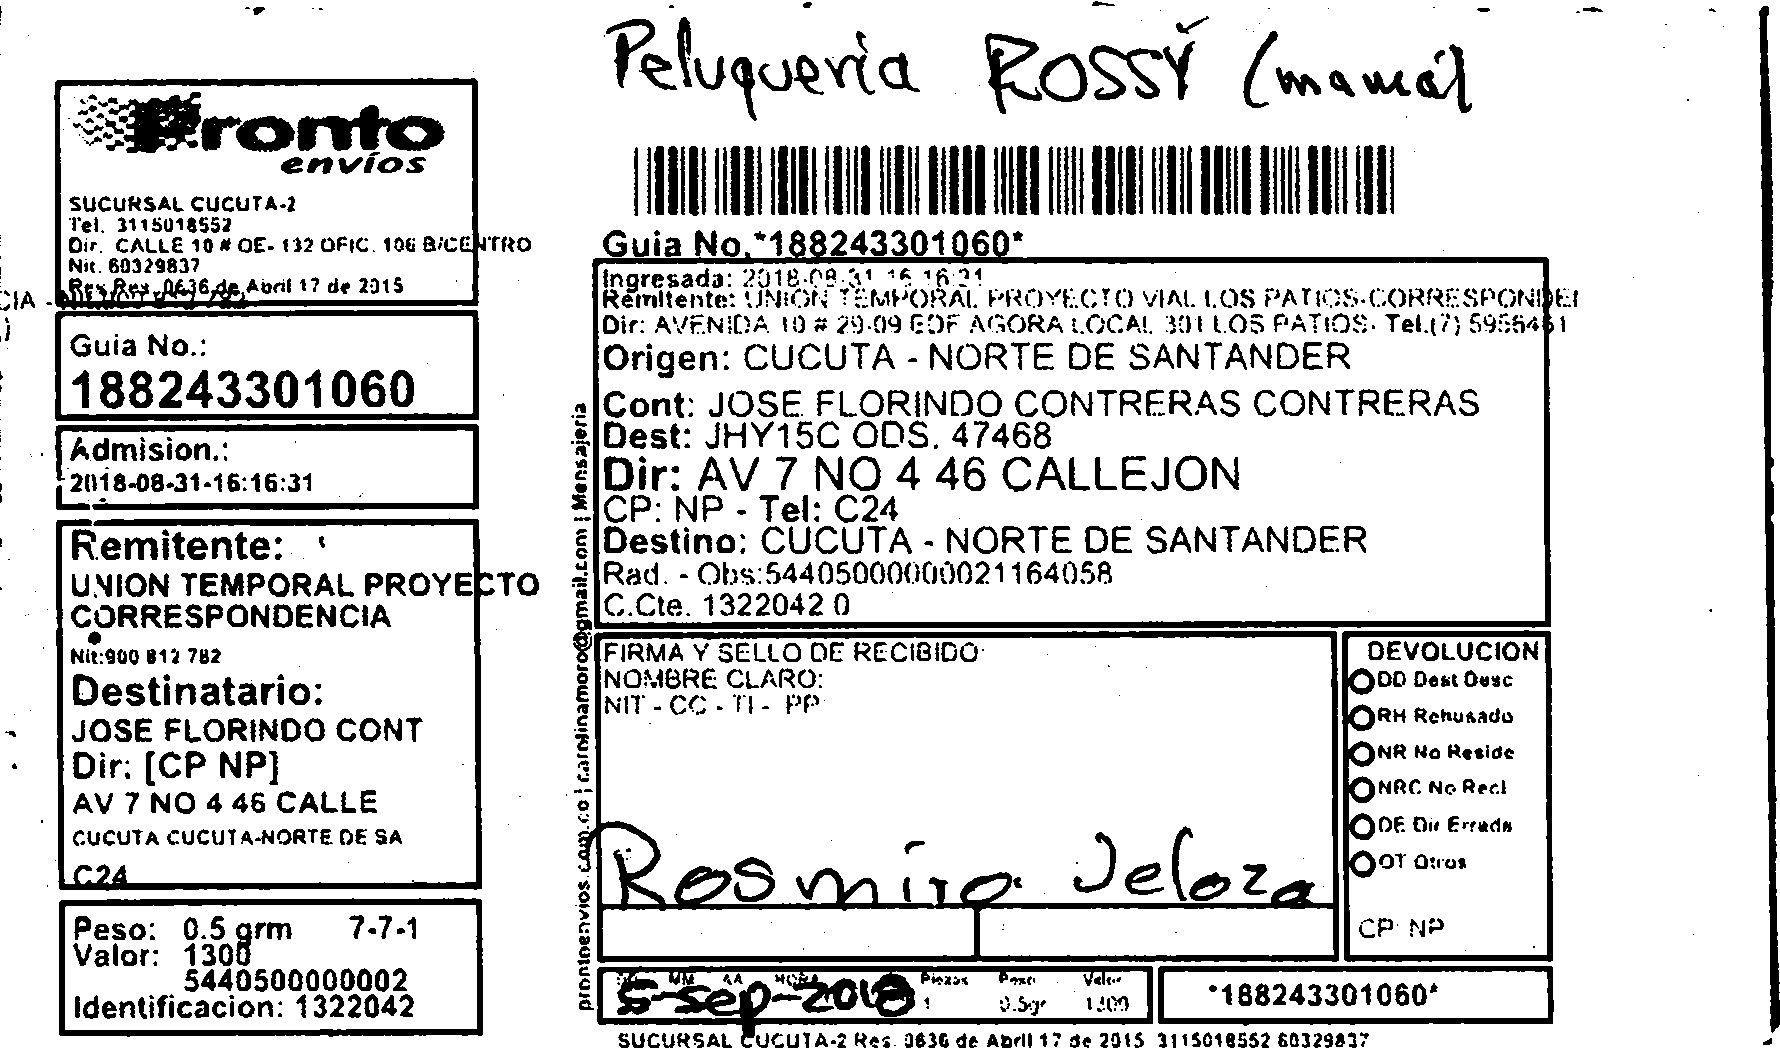 Peluqueria ROSSY (mamá)
Pronto
envíos
SUCURSAL CUCUTA-2
Tel. 3115018552
Dir. CALLE 10 # OE- 132 OFIC. 106 B/CENTRO
Nit. 60329837
Res.Res. 0636 de Abril 17 de 2015
Guia No.:
188243301060
Admision.:
2018-08-31-16:16:31
Remitente:
UNION TEMPORAL PROYECTO
CORRESPONDENCIA
Nit:900 812 782
Destinatario:
JOSE FLORINDO CONT
Dir: [CP NP]
AV 7 NO 4 46 CALLE
CUCUTA CUCUTA-NORTE DE SA
C24
Peso: 0.5 grm 7-7-1
Valor: 1300
5440500000002
Identificacion: 1322042
prontoenvios.com.co | carolinamoro@gmail.com | Mensajeria
Guia No.*188243301060*
Ingresada: 2018-08-31 16:16:31
Remitente: UNION TEMPORAL PROYECTO VIAL LOS PATIOS-CORRESPONDEN
Dir: AVENIDA 10 # 29-09 EDF AGORA LOCAL 301 LOS PATIOS- Tel.(7) 5956461
Origen: CUCUTA - NORTE DE SANTANDER
Cont: JOSE FLORINDO CONTRERAS CONTRERAS
Dest: JHY15C ODS. 47468
Dir: AV 7 NO 4 46 CALLEJON
CP: NP - Tel: C24
Destino: CUCUTA - NORTE DE SANTANDER
Rad. - Obs:54405000000021164058
C.Cte. 1322042 0
FIRMA Y SELLO DE RECIBIDO
NOMBRE CLARO:
NIT - CC - TI - PP
Rosmira Jeloza
DEVOLUCION
DD Dest Desc
RH Rehusado
NR No Reside
NRC No Recl
DE Dir Errada
OT Otros
CP: NP
MM AA HORA Piezas Peso Valor
5-sep-2018 1 0.5gr 1300
*188243301060*
SUCURSAL CUCUTA-2 Res. 0636 de Abril 17 de 2015 3115018552 60329837